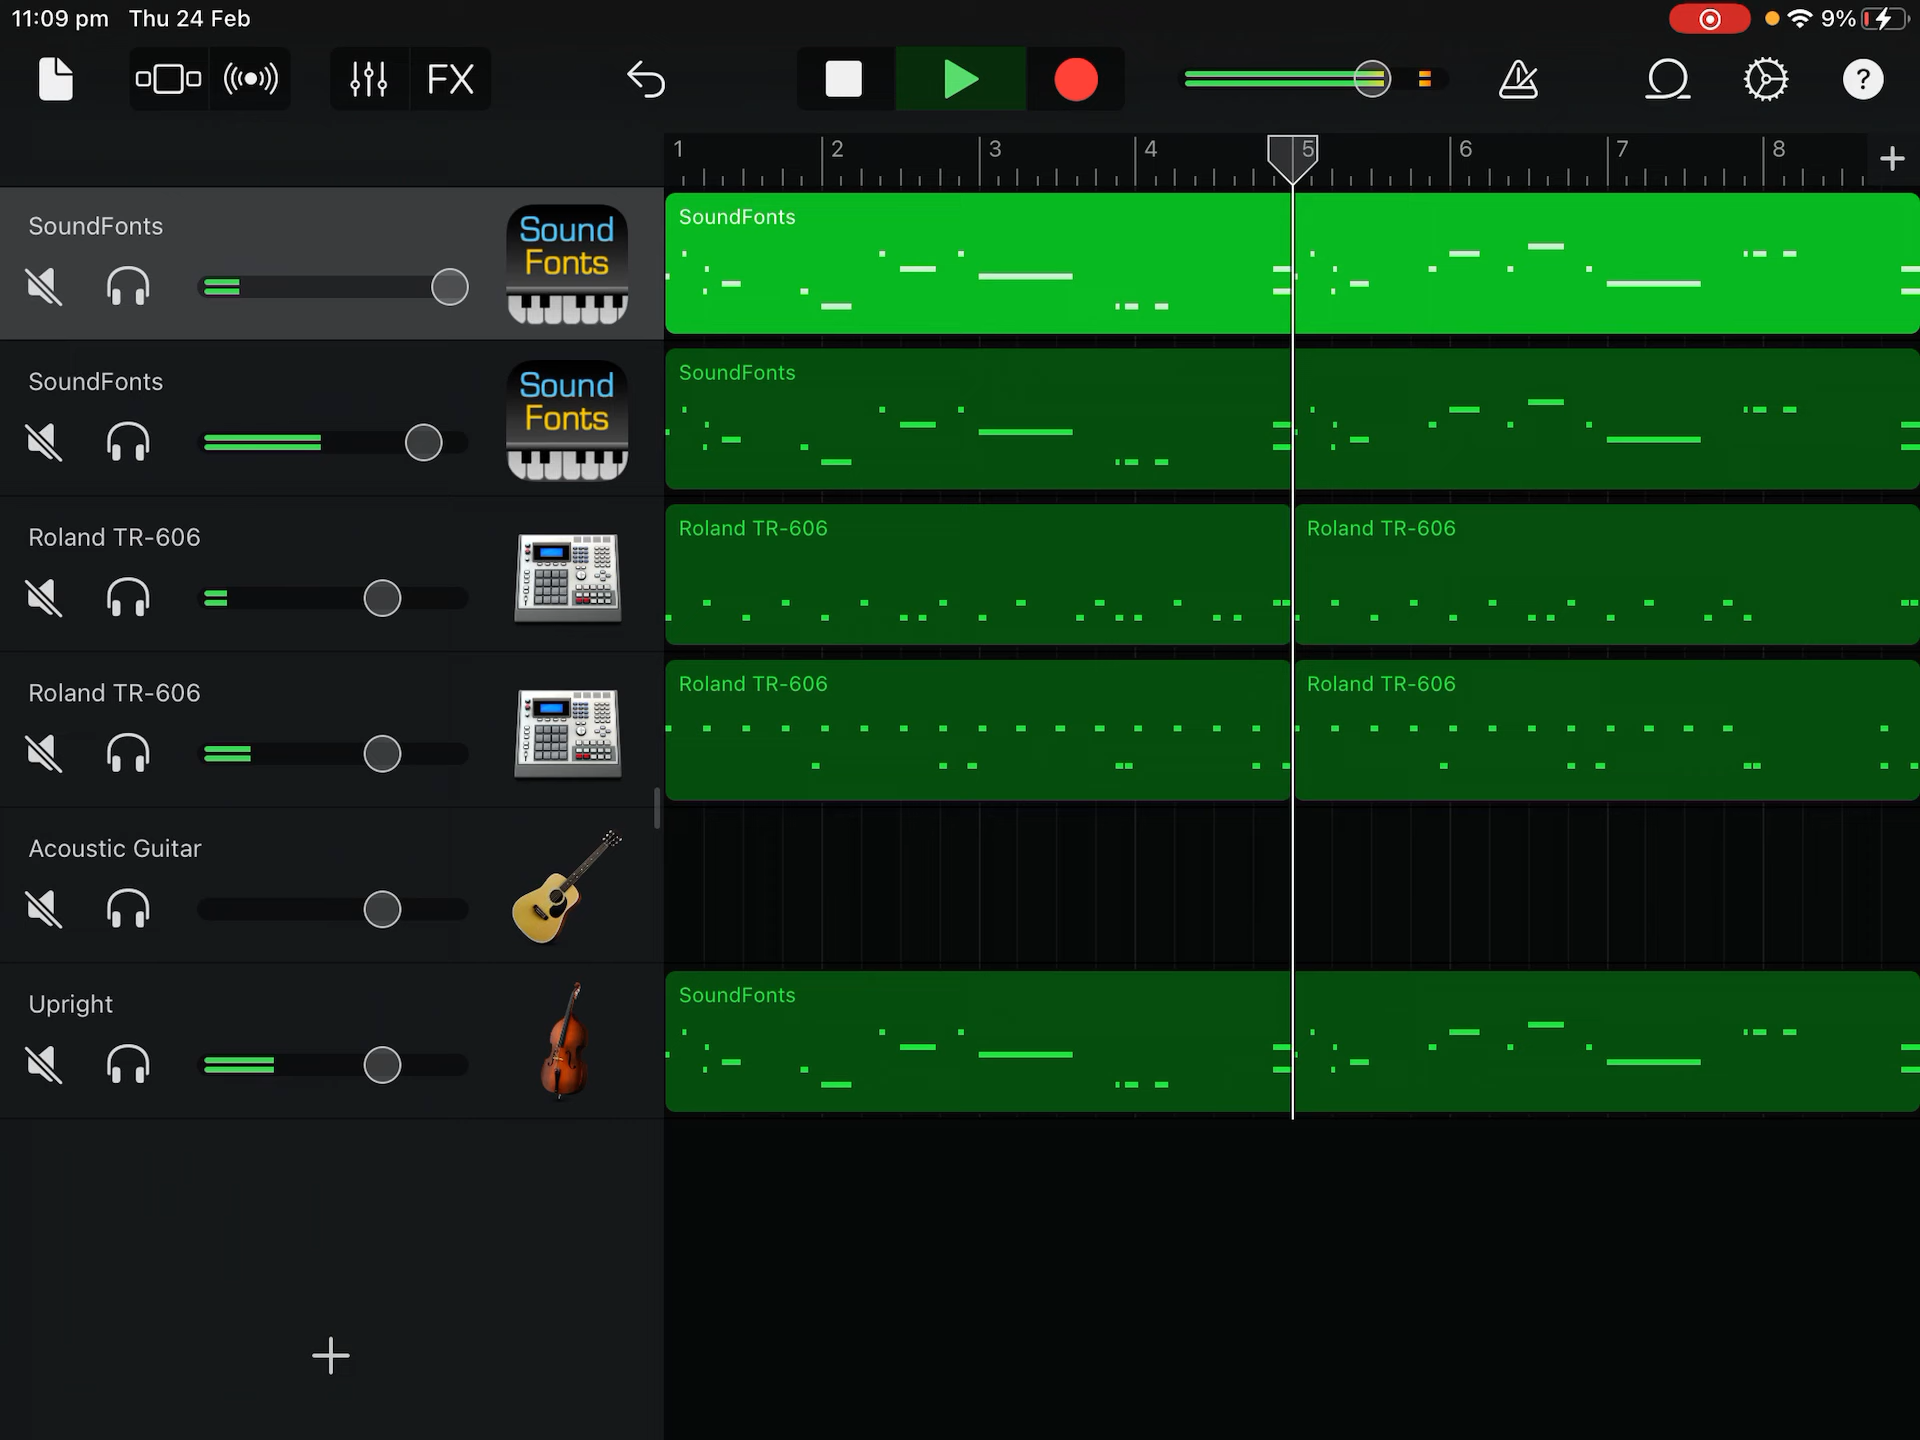 11:09 pm Thu 24 Feb 9%
FX ?
1 2 3 4 5 6 7 8
SoundFonts
Sound
Fonts
SoundFonts
SoundFonts
Sound
Fonts
SoundFonts
Roland TR-606
Roland TR-606 Roland TR-606
Roland TR-606
Roland TR-606 Roland TR-606
Acoustic Guitar
Upright
SoundFonts